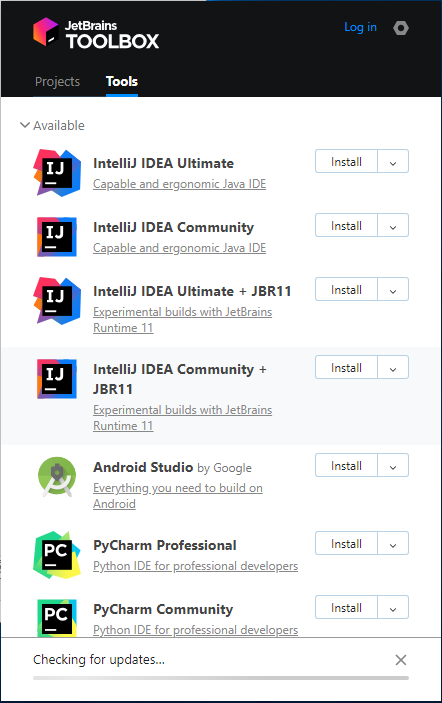 JetBrains
TOOLBOX
Log in
Projects
Tools
Available
IJ
IntelliJ IDEA Ultimate
Capable and ergonomic Java IDE
Install
IJ
IntelliJ IDEA Community
Capable and ergonomic Java IDE
Install
IJ
IntelliJ IDEA Ultimate + JBR11
Experimental builds with JetBrains
Runtime 11
Install
IJ
IntelliJ IDEA Community +
JBR11
Experimental builds with JetBrains
Runtime 11
Install
Android Studio by Google
Everything you need to build on
Android
Install
PC
PyCharm Professional
Python IDE for professional developers
Install
PC
PyCharm Community
Python IDE for professional developers
Install
Checking for updates...